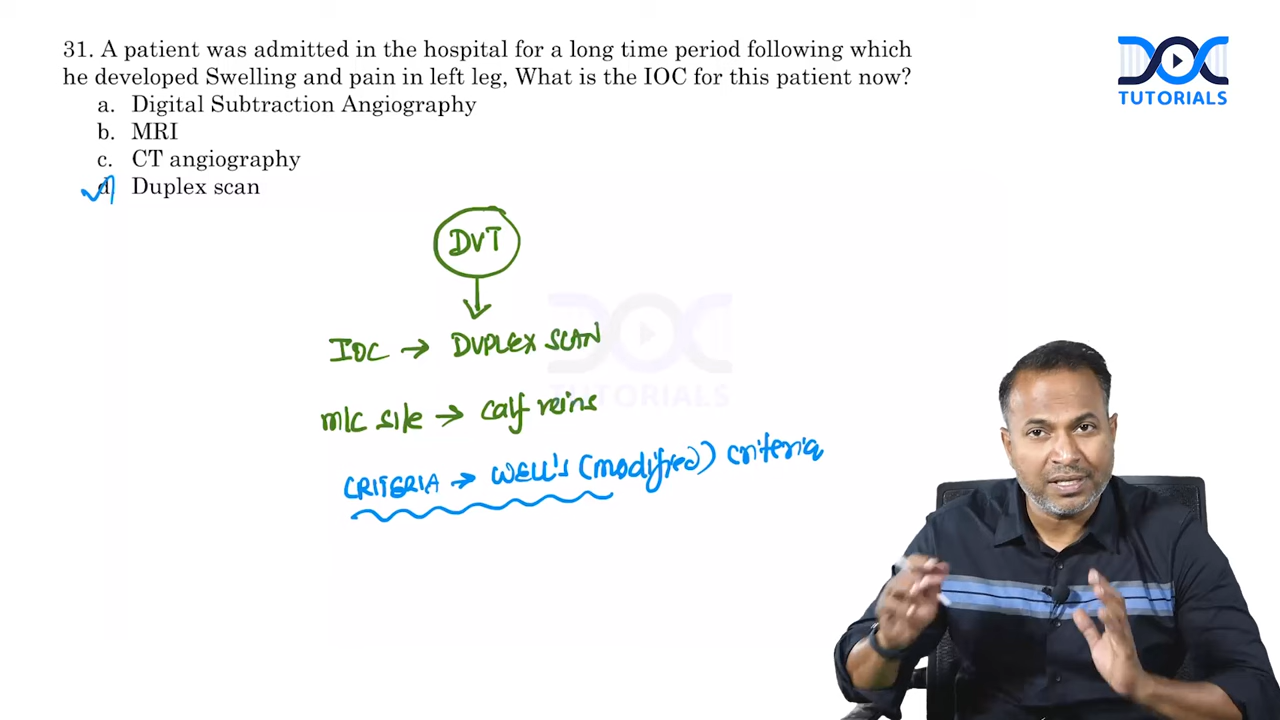 31. A patient was admitted in the hospital for a long time period following which
he developed Swelling and pain in left leg, What is the IOC for this patient now?
a. Digital Subtraction Angiography
b. MRI
c. CT angiography
d. Duplex scan
DOC
TUTORIALS
DVT
IOC → DUPLEX SCAN
m/c site → calf veins
CRITERIA → WELL'S (modified) criteria
DOC
TUTORIALS